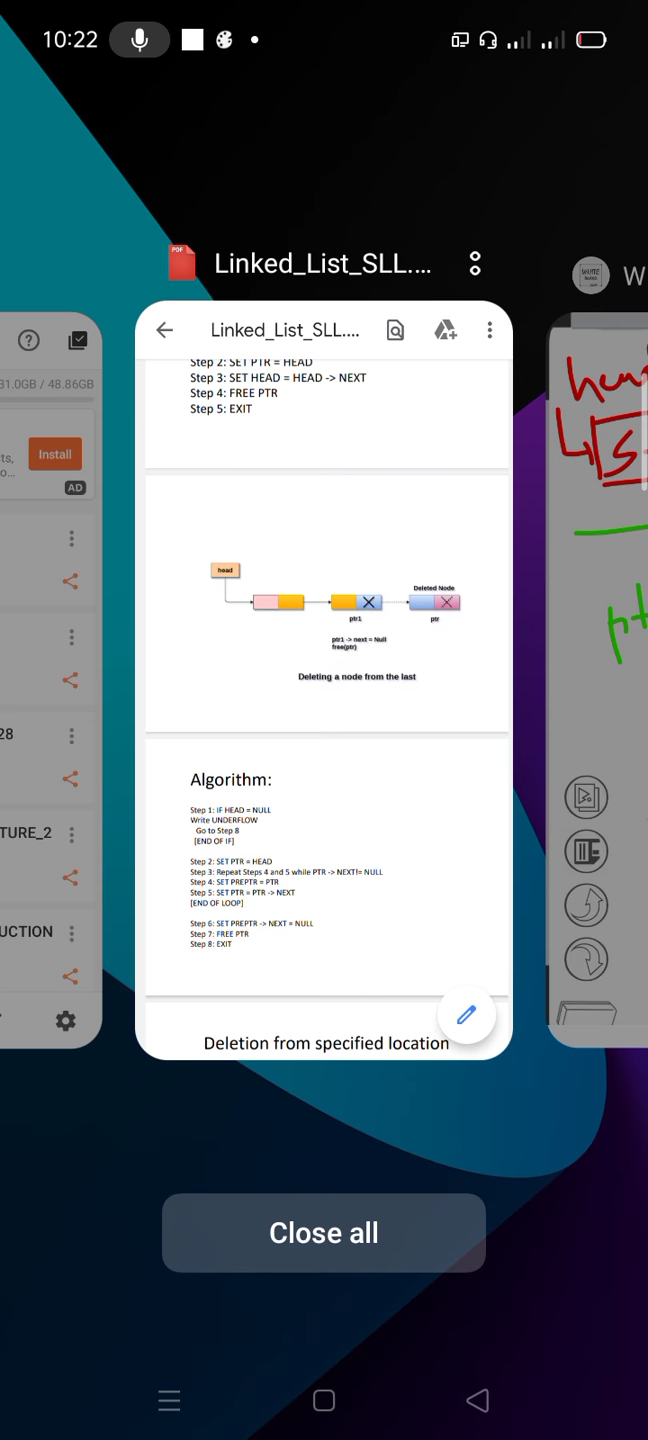 10:22
PDF
Linked_List_SLL....
W
31.0GB / 48.86GB
Install
AD
28
TURE_2
UCTION
Linked_List_SLL....
Step 2: SET PTR = HEAD
Step 3: SET HEAD = HEAD -> NEXT
Step 4: FREE PTR
Step 5: EXIT
head
Deleted Node
ptr1
ptr
ptr1 -> next = Null
free(ptr)
Deleting a node from the last
Algorithm:
Step 1: IF HEAD = NULL
Write UNDERFLOW
Go to Step 8
[END OF IF]
Step 2: SET PTR = HEAD
Step 3: Repeat Steps 4 and 5 while PTR -> NEXT!= NULL
Step 4: SET PREPTR = PTR
Step 5: SET PTR = PTR -> NEXT
[END OF LOOP]
Step 6: SET PREPTR -> NEXT = NULL
Step 7: FREE PTR
Step 8: EXIT
Deletion from specified location
hea
5
pt
Close all